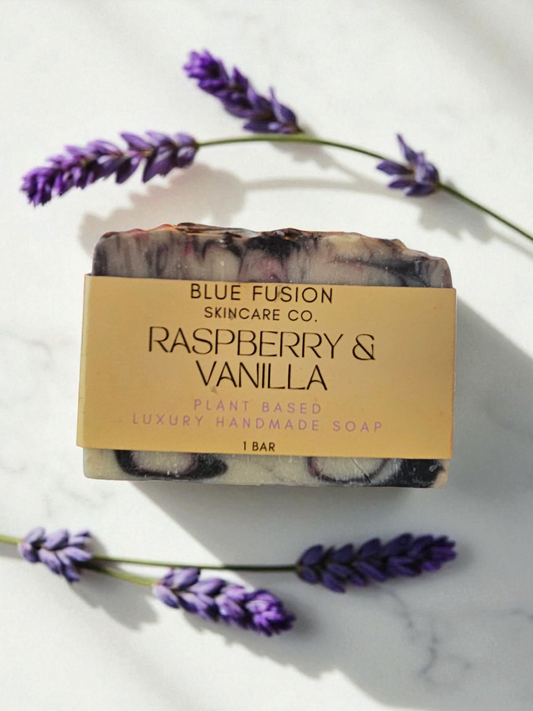 BLUE FUSION
SKINCARE CO.
RASPBERRY &
VANILLA
PLANT BASED
LUXURY HANDMADE SOAP
1 BAR